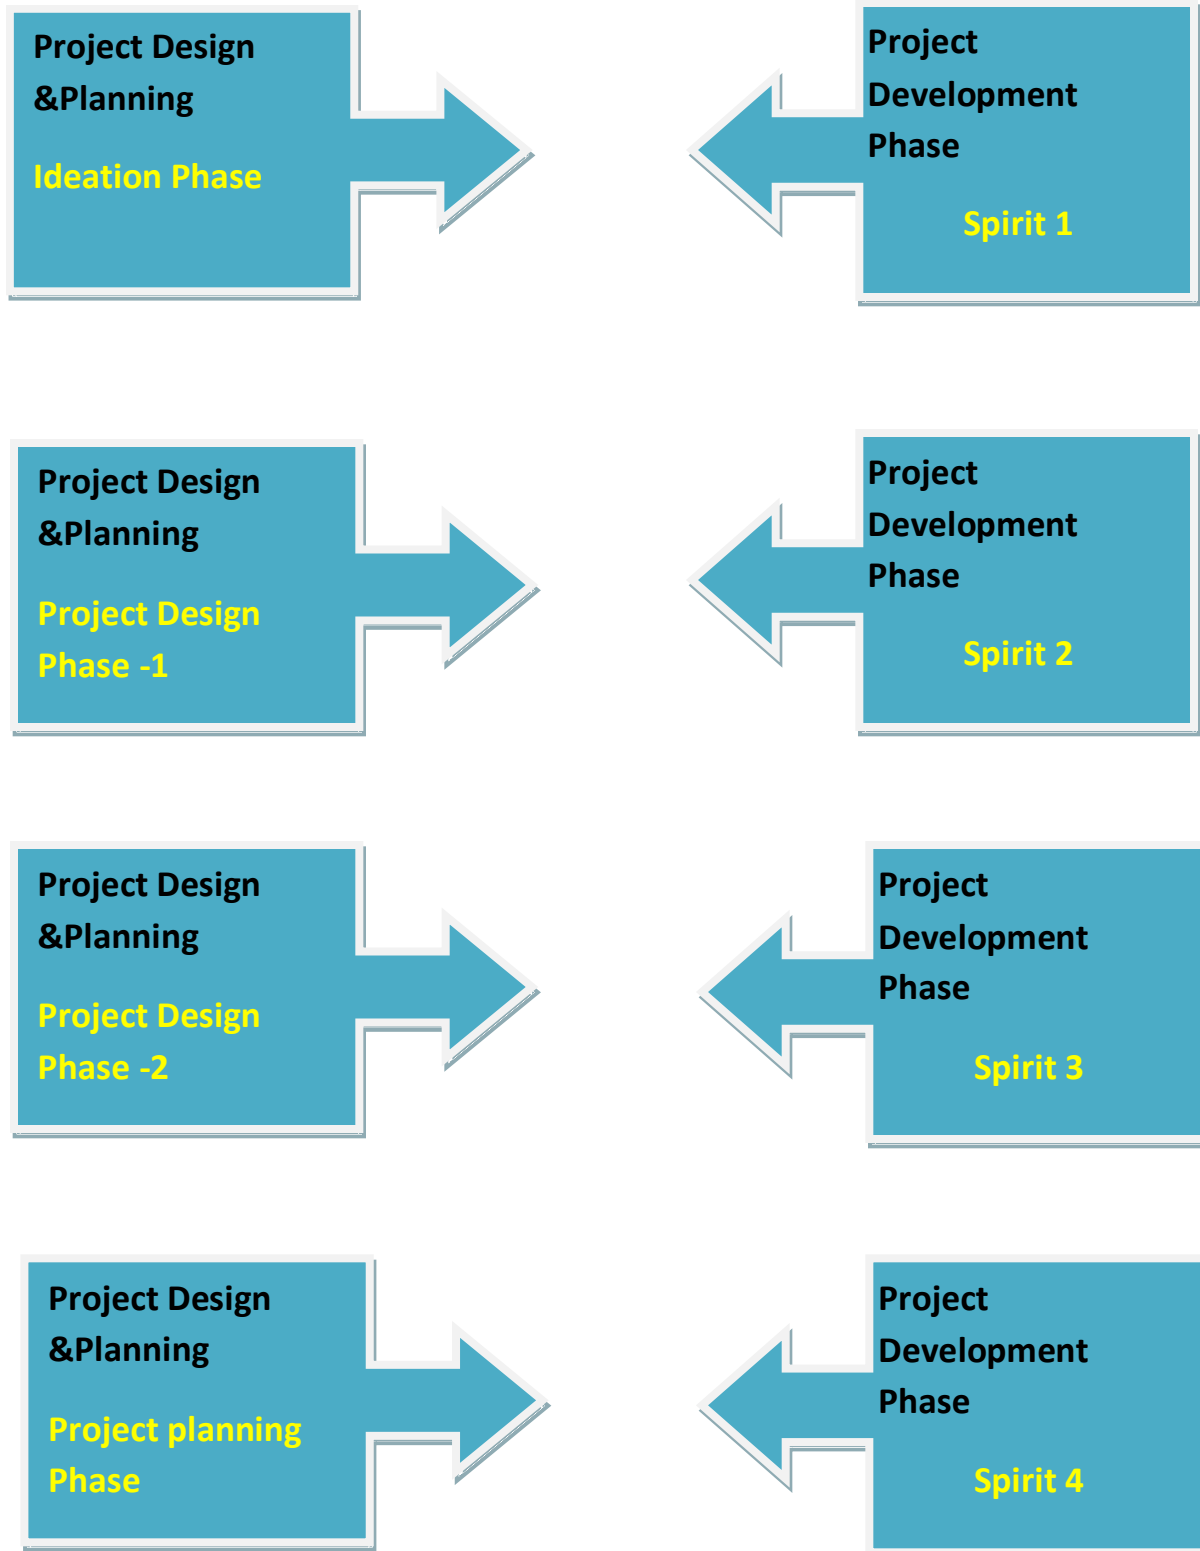 Project Design
&Planning
Ideation Phase
Project
Development
Phase
Spirit 1
Project Design
&Planning
Project Design
Phase -1
Project
Development
Phase
Spirit 2
Project Design
&Planning
Project Design
Phase -2
Project
Development
Phase
Spirit 3
Project Design
&Planning
Project planning
Phase
Project
Development
Phase
Spirit 4